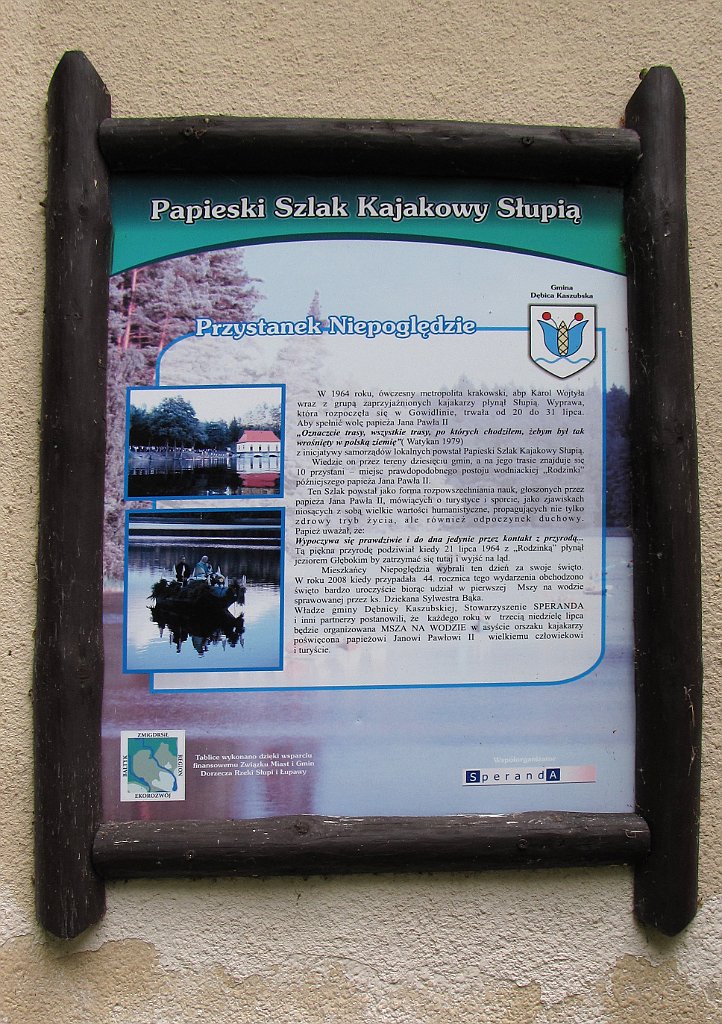 Papieski Szlak Kajakowy Słupią
Gmina
Dębica Kaszubska
Przystanek Niepoględzie
W 1964 roku, ówczesny metropolita krakowski, abp Karol Wojtyła
wraz z grupą zaprzyjaźnionych kajakarzy płynął Słupią. Wyprawa,
która rozpoczęła się w Gowidlinie, trwała od 20 do 31 lipca.
Aby spełnić wolę papieża Jana Pawła II
„Oznaczcie trasy, wszystkie trasy, po których chodziłem, żebym był tak
wrośnięty w polską ziemię"( Watykan 1979)
z inicjatywy samorządów lokalnych powstał Papieski Szlak Kajakowy Słupią.
Wiedzie on przez tereny dziesięciu gmin, a na jego trasie znajduje się
10 przystani – miejsc prawdopodobnego postoju wodniackiej „Rodzinki"
późniejszego papieża Jana Pawła II.
Ten Szlak powstał jako forma rozpowszechniania nauk, głoszonych przez
papieża Jana Pawła II, mówiących o turystyce i sporcie, jako zjawiskach
niosących z sobą wielkie wartości humanistyczne, propagujących nie tylko
zdrowy tryb życia, ale również odpoczynek duchowy.
Papież uważał, że:
Wypoczywa się prawdziwie i do dna jedynie przez kontakt z przyrodą...
Tą piękna przyrodę podziwiał kiedy 21 lipca 1964 z „Rodzinką" płynął
jeziorem Głębokim by zatrzymać się tutaj i wyjść na ląd.
Mieszkańcy Niepoględzia wybrali ten dzień za swoje święto.
W roku 2008 kiedy przypadała 44. rocznica tego wydarzenia obchodzono
święto bardzo uroczyście biorąc udział w pierwszej Mszy na wodzie
sprawowanej przez ks. Dziekana Sylwestra Bąka.
Władze gminy Dębnicy Kaszubskiej, Stowarzyszenie SPERANDA
i inni partnerzy postanowili, że każdego roku w trzecią niedzielę lipca
będzie organizowana MSZA NA WODZIE w asyście orszaku kajakarzy
poświęcona papieżowi Janowi Pawłowi II wielkiemu człowiekowi
i turyście.
ZMIGDRSIŁ
BAŁTYK
REGION
EKOROZWÓJ
Tablice wykonano dzięki wsparciu
finansowemu Związku Miast i Gmin
Dorzecza Rzeki Słupi i Łupawy
Współorganizator
SperandA